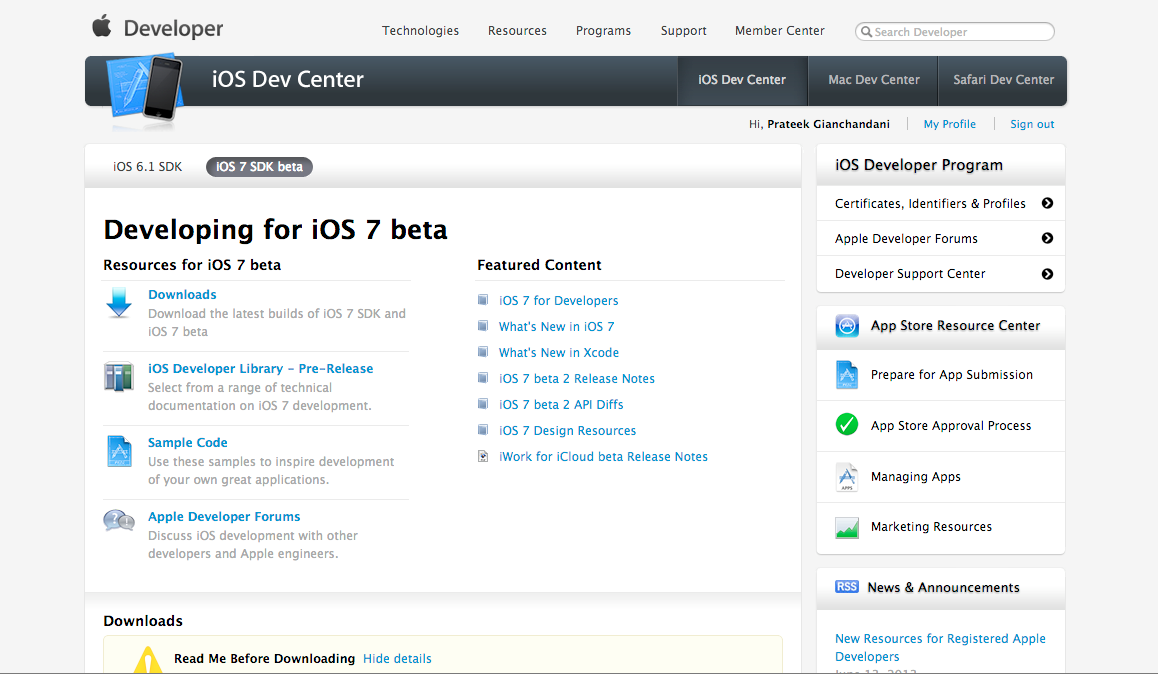 Developer
Technologies
Resources
Programs
Support
Member Center
Search Developer
iOS Dev Center
iOS Dev Center
Mac Dev Center
Safari Dev Center
Hi, Prateek Gianchandani
My Profile
Sign out
iOS 6.1 SDK
iOS 7 SDK beta
Developing for iOS 7 beta
Resources for iOS 7 beta
Downloads
Download the latest builds of iOS 7 SDK and
iOS 7 beta
iOS Developer Library – Pre-Release
Select from a range of technical
documentation on iOS 7 development.
Sample Code
Use these samples to inspire development
of your own great applications.
Apple Developer Forums
Discuss iOS development with other
developers and Apple engineers.
Featured Content
iOS 7 for Developers
What's New in iOS 7
What's New in Xcode
iOS 7 beta 2 Release Notes
iOS 7 beta 2 API Diffs
iOS 7 Design Resources
iWork for iCloud beta Release Notes
Downloads
Read Me Before Downloading Hide details
iOS Developer Program
Certificates, Identifiers & Profiles
Apple Developer Forums
Developer Support Center
App Store Resource Center
Prepare for App Submission
App Store Approval Process
APPS
Managing Apps
Marketing Resources
RSS
News & Announcements
New Resources for Registered Apple
Developers